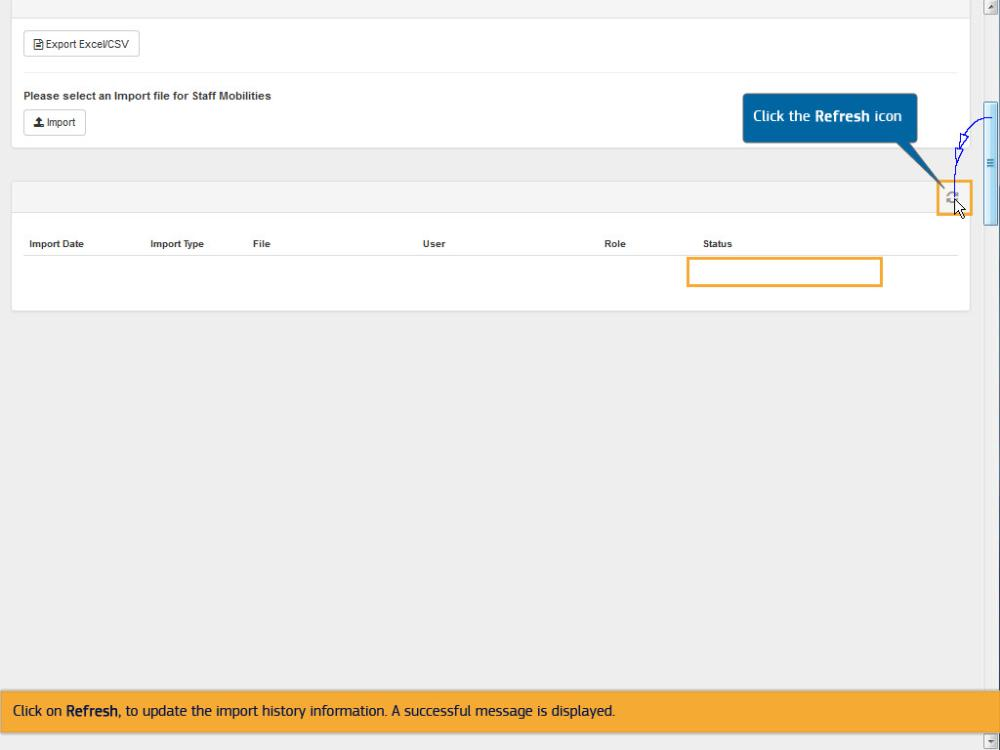 Export Excel/CSV
Please select an Import file for Staff Mobilities
Import
Click the Refresh icon
Import Date Import Type File User Role Status
Click on Refresh, to update the import history information. A successful message is displayed.